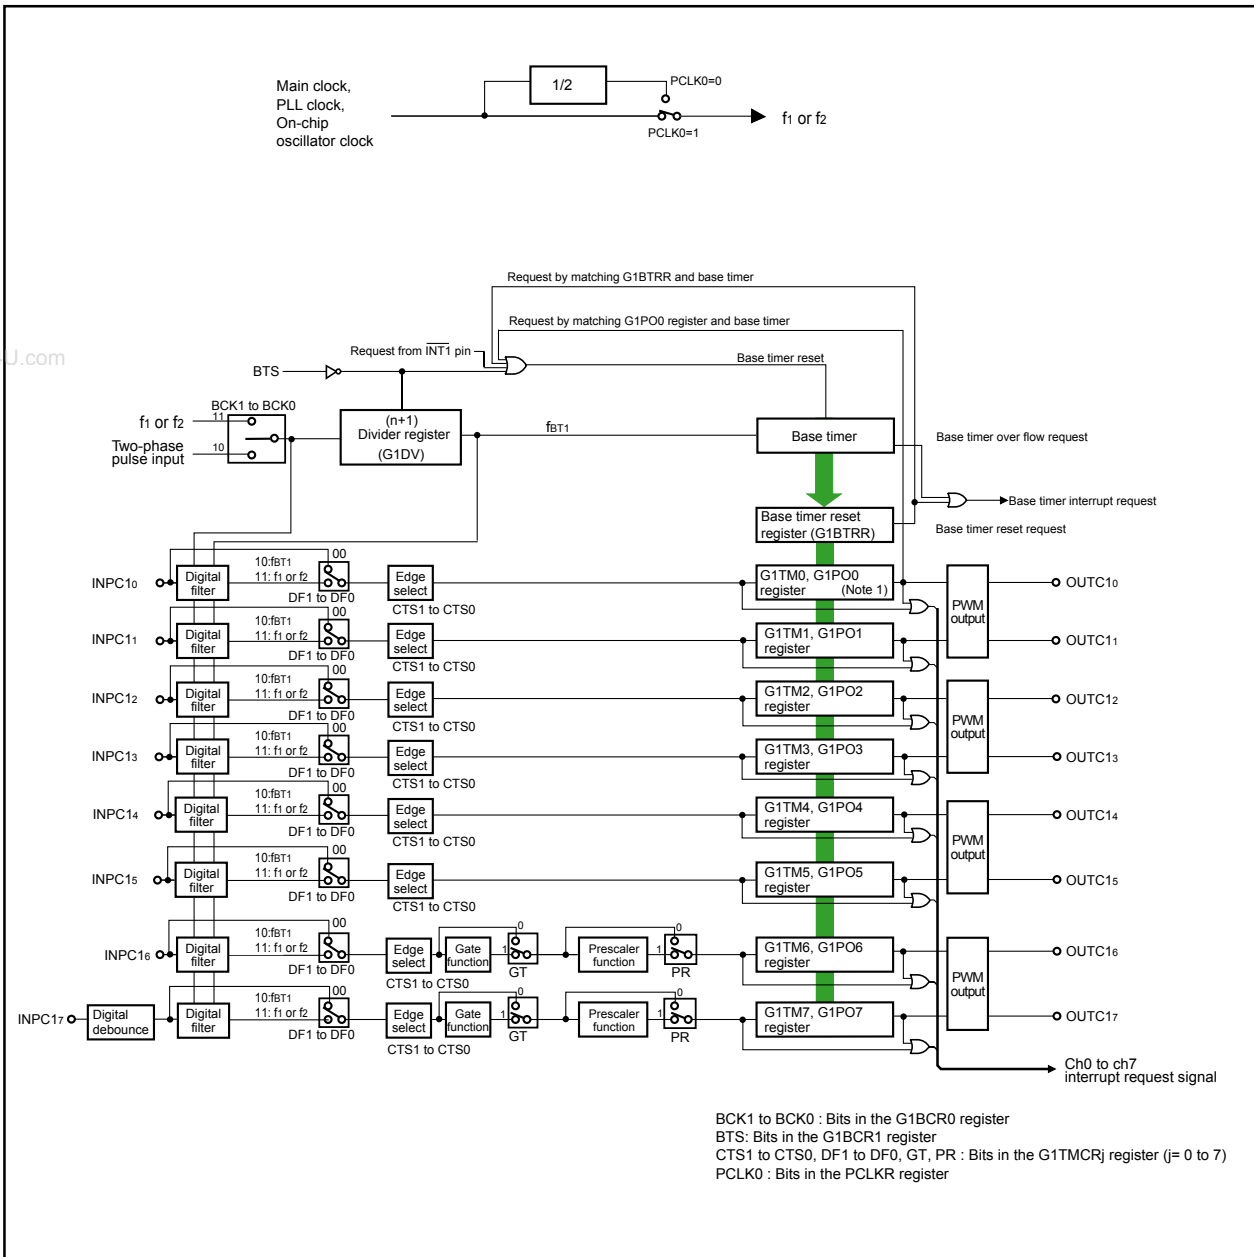 Main clock,
PLL clock,
On-chip
oscillator clock
1/2
PCLK0=0
PCLK0=1
f1 or f2
Request by matching G1BTRR and base timer
Request by matching G1PO0 register and base timer
U.com
Request from INT1 pin
Base timer reset
BTS
BCK1 to BCK0
f1 or f2
11
Two-phase
pulse input
10
(n+1)
Divider register
(G1DV)
fBT1
Base timer
Base timer over flow request
Base timer interrupt request
Base timer reset
register (G1BTRR)
Base timer reset request
INPC10
Digital
filter
10:fBT1
11: f1 or f2
00
DF1 to DF0
Edge
select
CTS1 to CTS0
G1TM0, G1PO0
register (Note 1)
PWM
output
OUTC10
INPC11
Digital
filter
10:fBT1
11: f1 or f2
00
DF1 to DF0
Edge
select
CTS1 to CTS0
G1TM1, G1PO1
register
OUTC11
INPC12
Digital
filter
10:fBT1
11: f1 or f2
00
DF1 to DF0
Edge
select
CTS1 to CTS0
G1TM2, G1PO2
register
PWM
output
OUTC12
INPC13
Digital
filter
10:fBT1
11: f1 or f2
00
DF1 to DF0
Edge
select
CTS1 to CTS0
G1TM3, G1PO3
register
OUTC13
INPC14
Digital
filter
10:fBT1
11: f1 or f2
00
DF1 to DF0
Edge
select
CTS1 to CTS0
G1TM4, G1PO4
register
PWM
output
OUTC14
INPC15
Digital
filter
10:fBT1
11: f1 or f2
00
DF1 to DF0
Edge
select
CTS1 to CTS0
G1TM5, G1PO5
register
OUTC15
INPC16
Digital
filter
10:fBT1
11: f1 or f2
00
DF1 to DF0
Edge
select
CTS1 to CTS0
Gate
function
0
1
GT
Prescaler
function
0
1
PR
G1TM6, G1PO6
register
PWM
output
OUTC16
INPC17
Digital
debounce
Digital
filter
10:fBT1
11: f1 or f2
00
DF1 to DF0
Edge
select
CTS1 to CTS0
Gate
function
0
1
GT
Prescaler
function
0
1
PR
G1TM7, G1PO7
register
OUTC17
Ch0 to ch7
interrupt request signal
BCK1 to BCK0 : Bits in the G1BCR0 register
BTS: Bits in the G1BCR1 register
CTS1 to CTS0, DF1 to DF0, GT, PR : Bits in the G1TMCRj register (j= 0 to 7)
PCLK0 : Bits in the PCLKR register